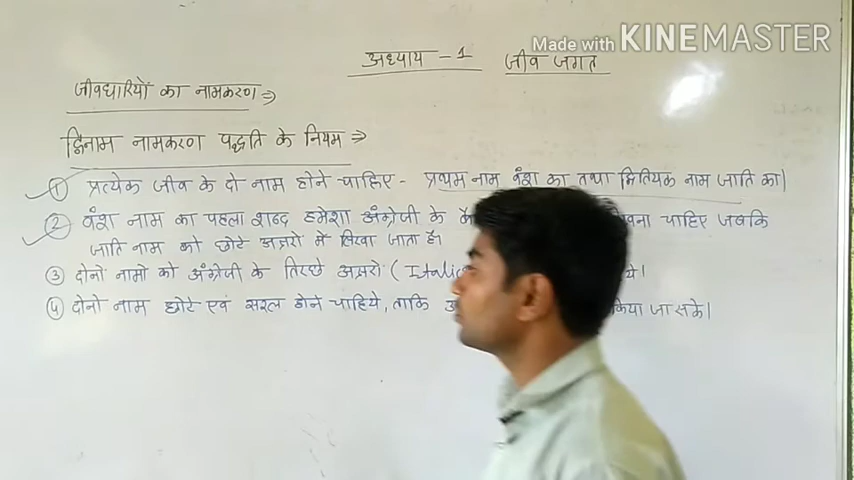 Made with KINEMASTER
अध्याय - 1 जीव जगत
जीवधारियों का नामकरण ⇒
द्विनाम नामकरण पद्धति के नियम ⇒
① प्रत्येक जीव के दो नाम होने चाहिए - प्रथम नाम वंश का तथा द्वितियक नाम जाति का|
② वंश नाम का पहला शब्द हमेशा अंग्रेजी के चाहिए जबकि
जाति नाम को छोटे अक्षरो में लिखा जाता है।
③ दोनों नामो को अंग्रेजी के तिरछे अक्षरो (
④ दोनो नाम छोटे एवं सरल होने चाहिये, ताकि किया जा सके|